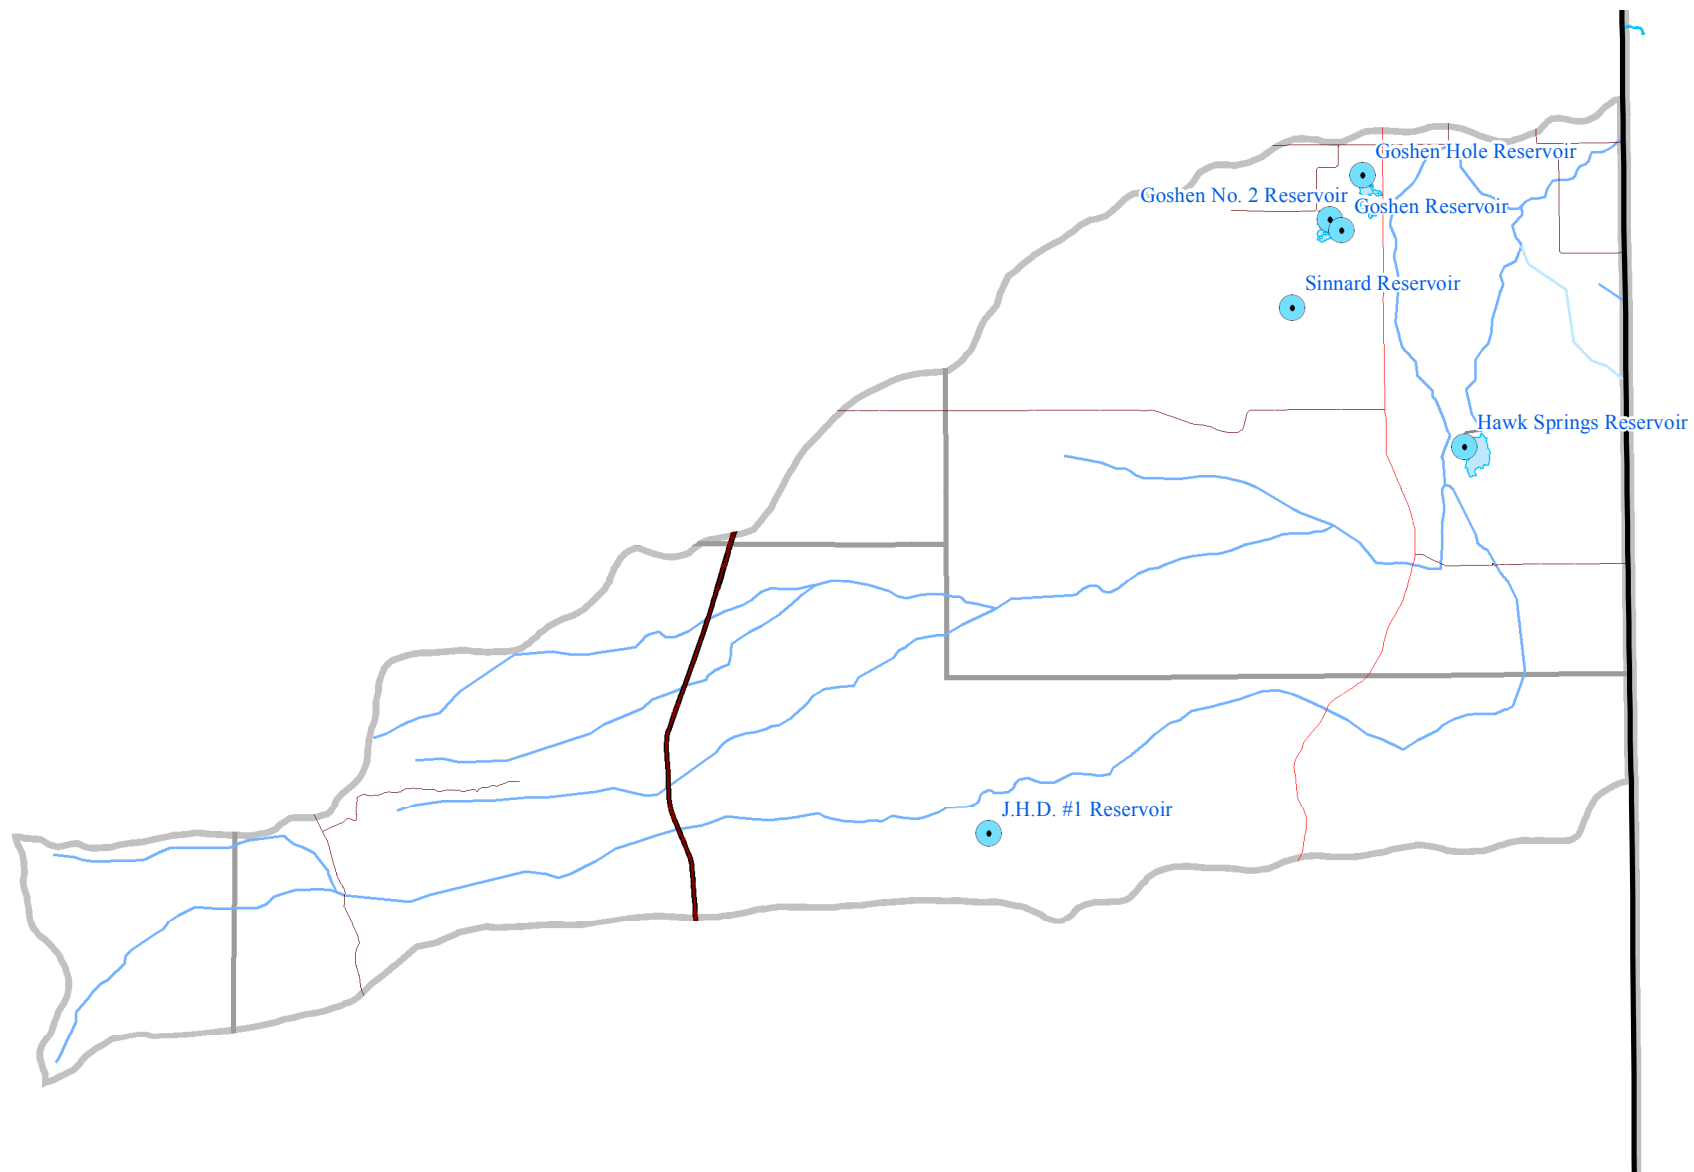 Goshen Hole Reservoir
Goshen No. 2 Reservoir
Goshen Reservoir
Sinnard Reservoir
Hawk Springs Reservoir
J.H.D. #1 Reservoir